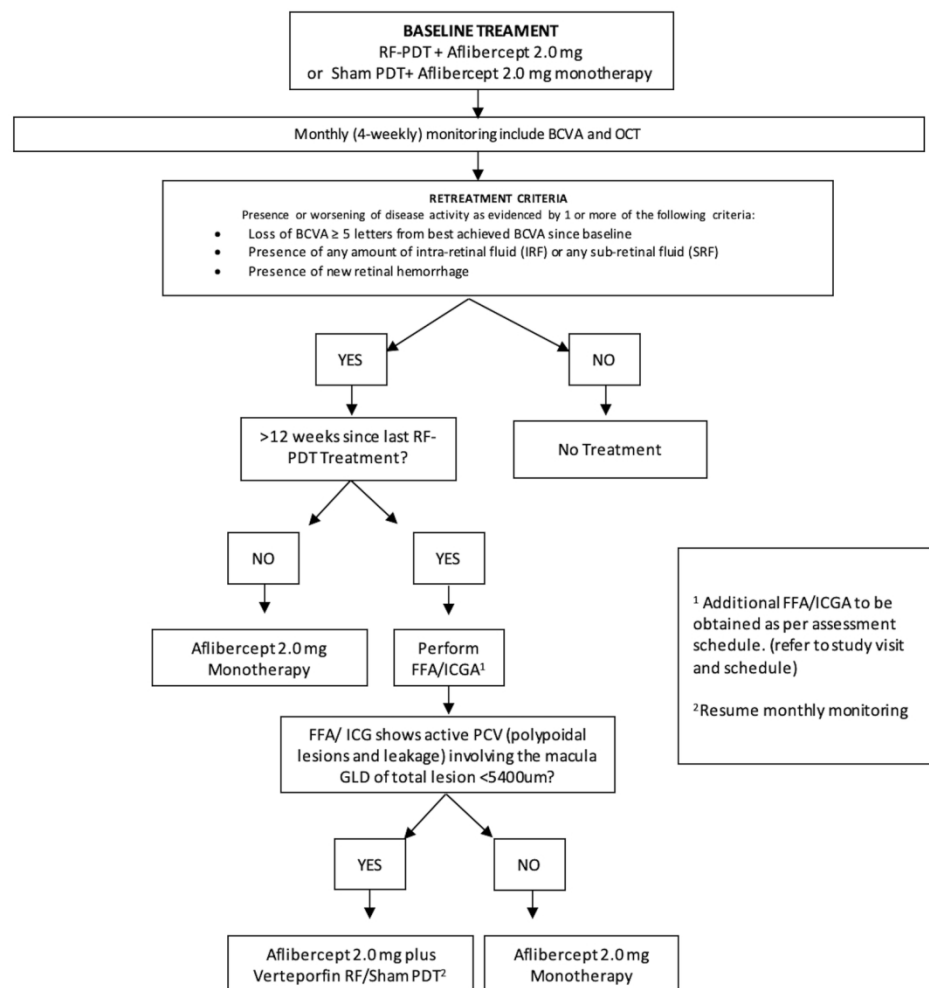 BASELINE TREAMENT
RF-PDT + Aflibercept 2.0 mg
or Sham PDT+ Aflibercept 2.0 mg monotherapy
Monthly (4-weekly) monitoring include BCVA and OCT
RETREATMENT CRITERIA
Presence or worsening of disease activity as evidenced by 1 or more of the following criteria:
• Loss of BCVA ≥ 5 letters from best achieved BCVA since baseline
• Presence of any amount of intra-retinal fluid (IRF) or any sub-retinal fluid (SRF)
• Presence of new retinal hemorrhage
YES
NO
>12 weeks since last RF-
PDT Treatment?
No Treatment
NO
YES
Aflibercept 2.0 mg
Monotherapy
Perform
FFA/ICGA¹
¹ Additional FFA/ICGA to be
obtained as per assessment
schedule. (refer to study visit
and schedule)
²Resume monthly monitoring
FFA/ ICG shows active PCV (polypoidal
lesions and leakage) involving the macula
GLD of total lesion <5400um?
YES
NO
Aflibercept 2.0 mg plus
Verteporfin RF/Sham PDT²
Aflibercept 2.0 mg
Monotherapy